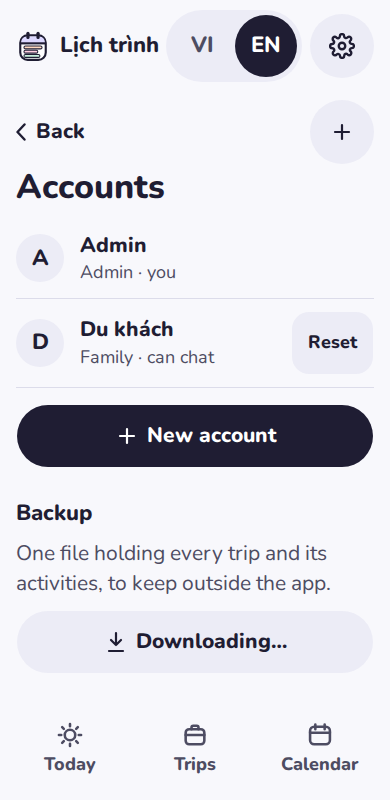 Lịch trình
VI
EN
Back
Accounts
A
Admin
Admin · you
D
Du khách
Family · can chat
Reset
New account
Backup
One file holding every trip and its
activities, to keep outside the app.
Downloading...
Today
Trips
Calendar